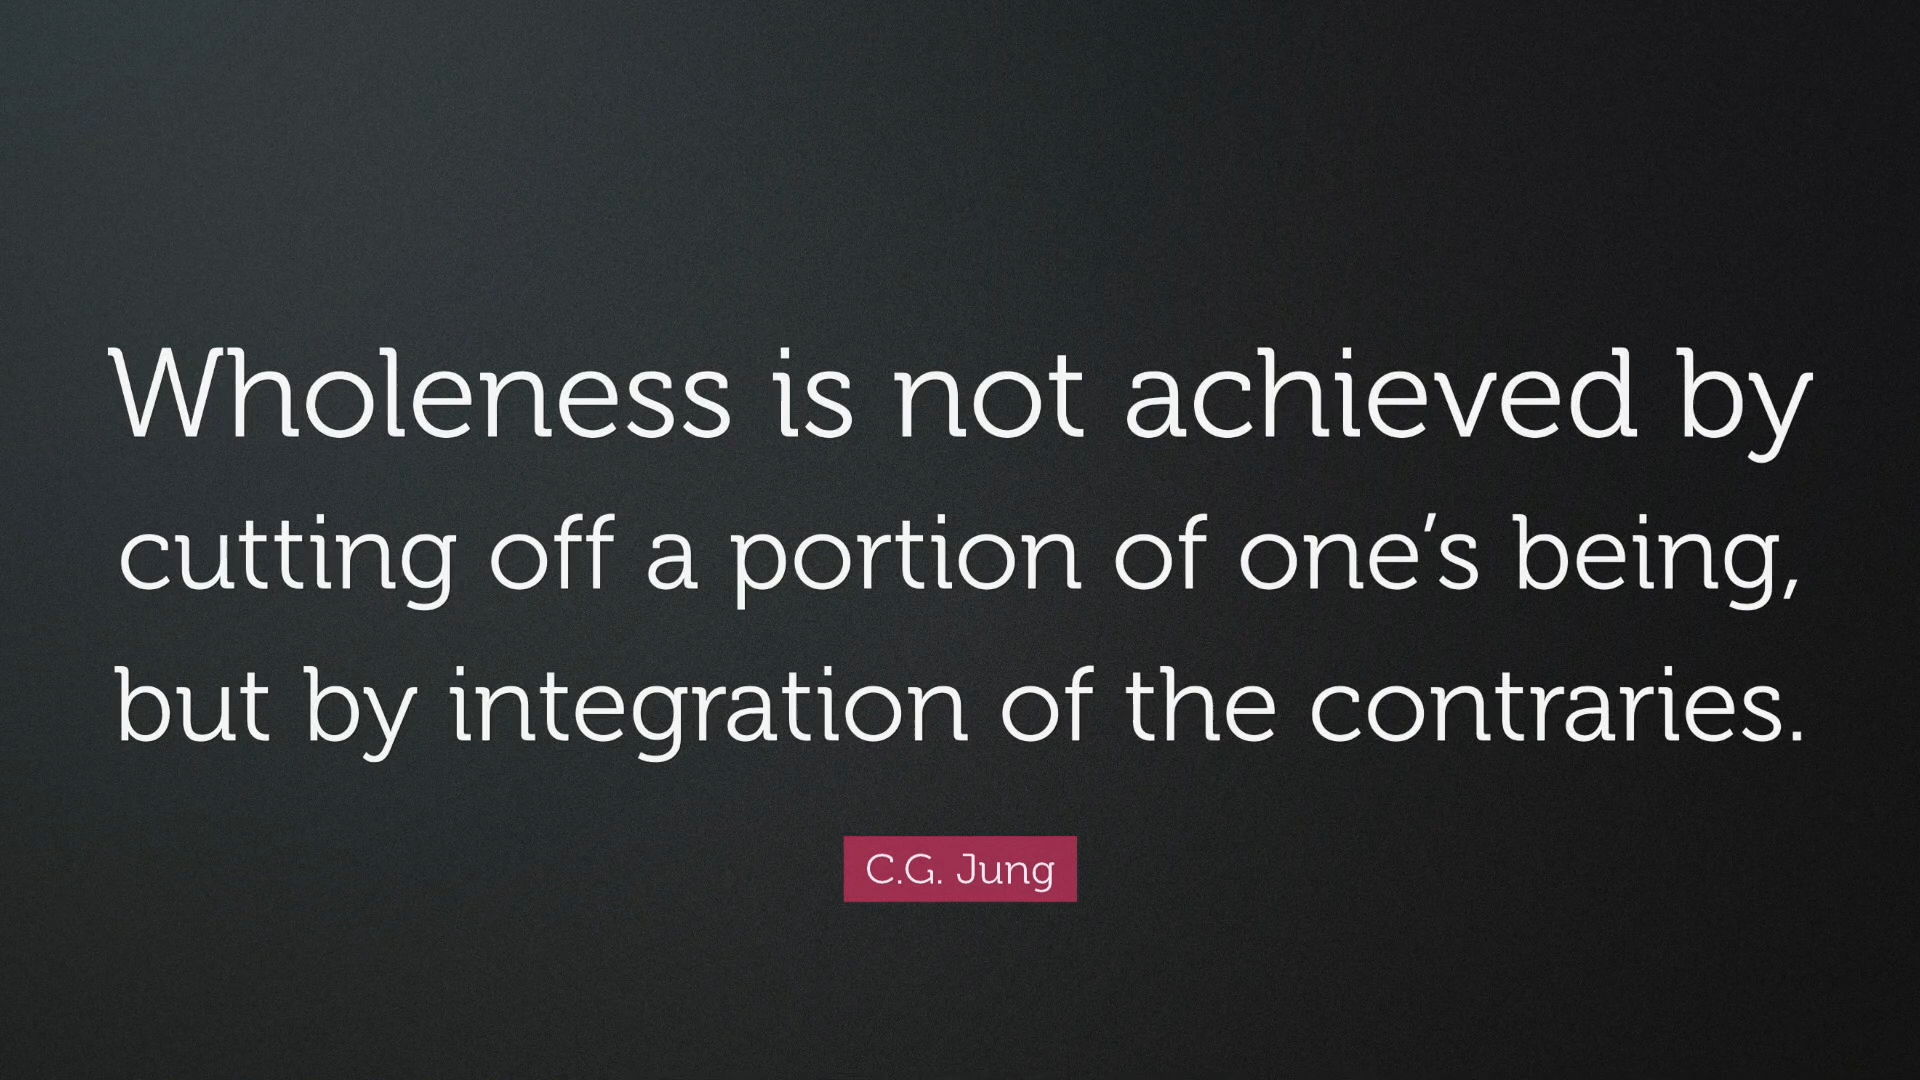 Wholeness is not achieved by
cutting off a portion of one’s being,
but by integration of the contraries.
C.G. Jung